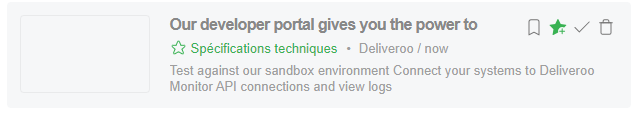 Our developer portal gives you the power to
Spécifications techniques • Deliveroo / now
Test against our sandbox environment Connect your systems to Deliveroo
Monitor API connections and view logs